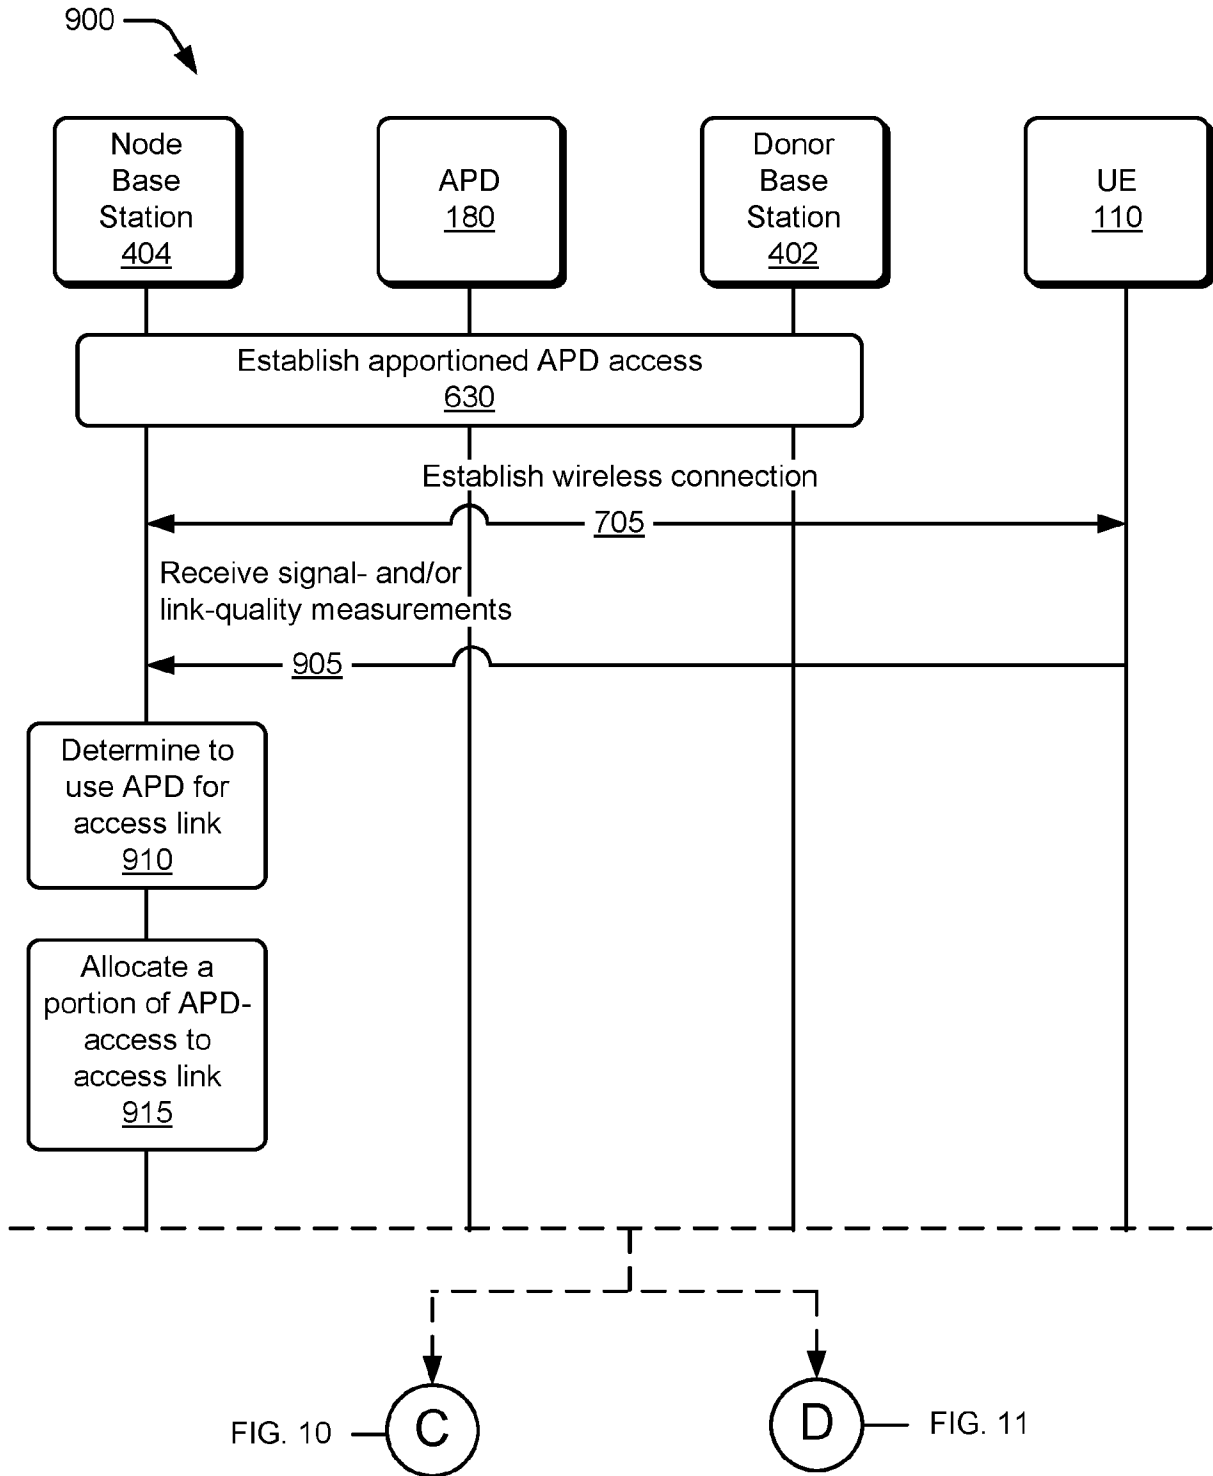 900
Node
Base
Station
404
APD
180
Donor
Base
Station
402
UE
110
Establish apportioned APD access
630
Establish wireless connection
705
Receive signal- and/or
link-quality measurements
905
Determine to
use APD for
access link
910
Allocate a
portion of APD-
access to
access link
915
FIG. 10
C
D
FIG. 11